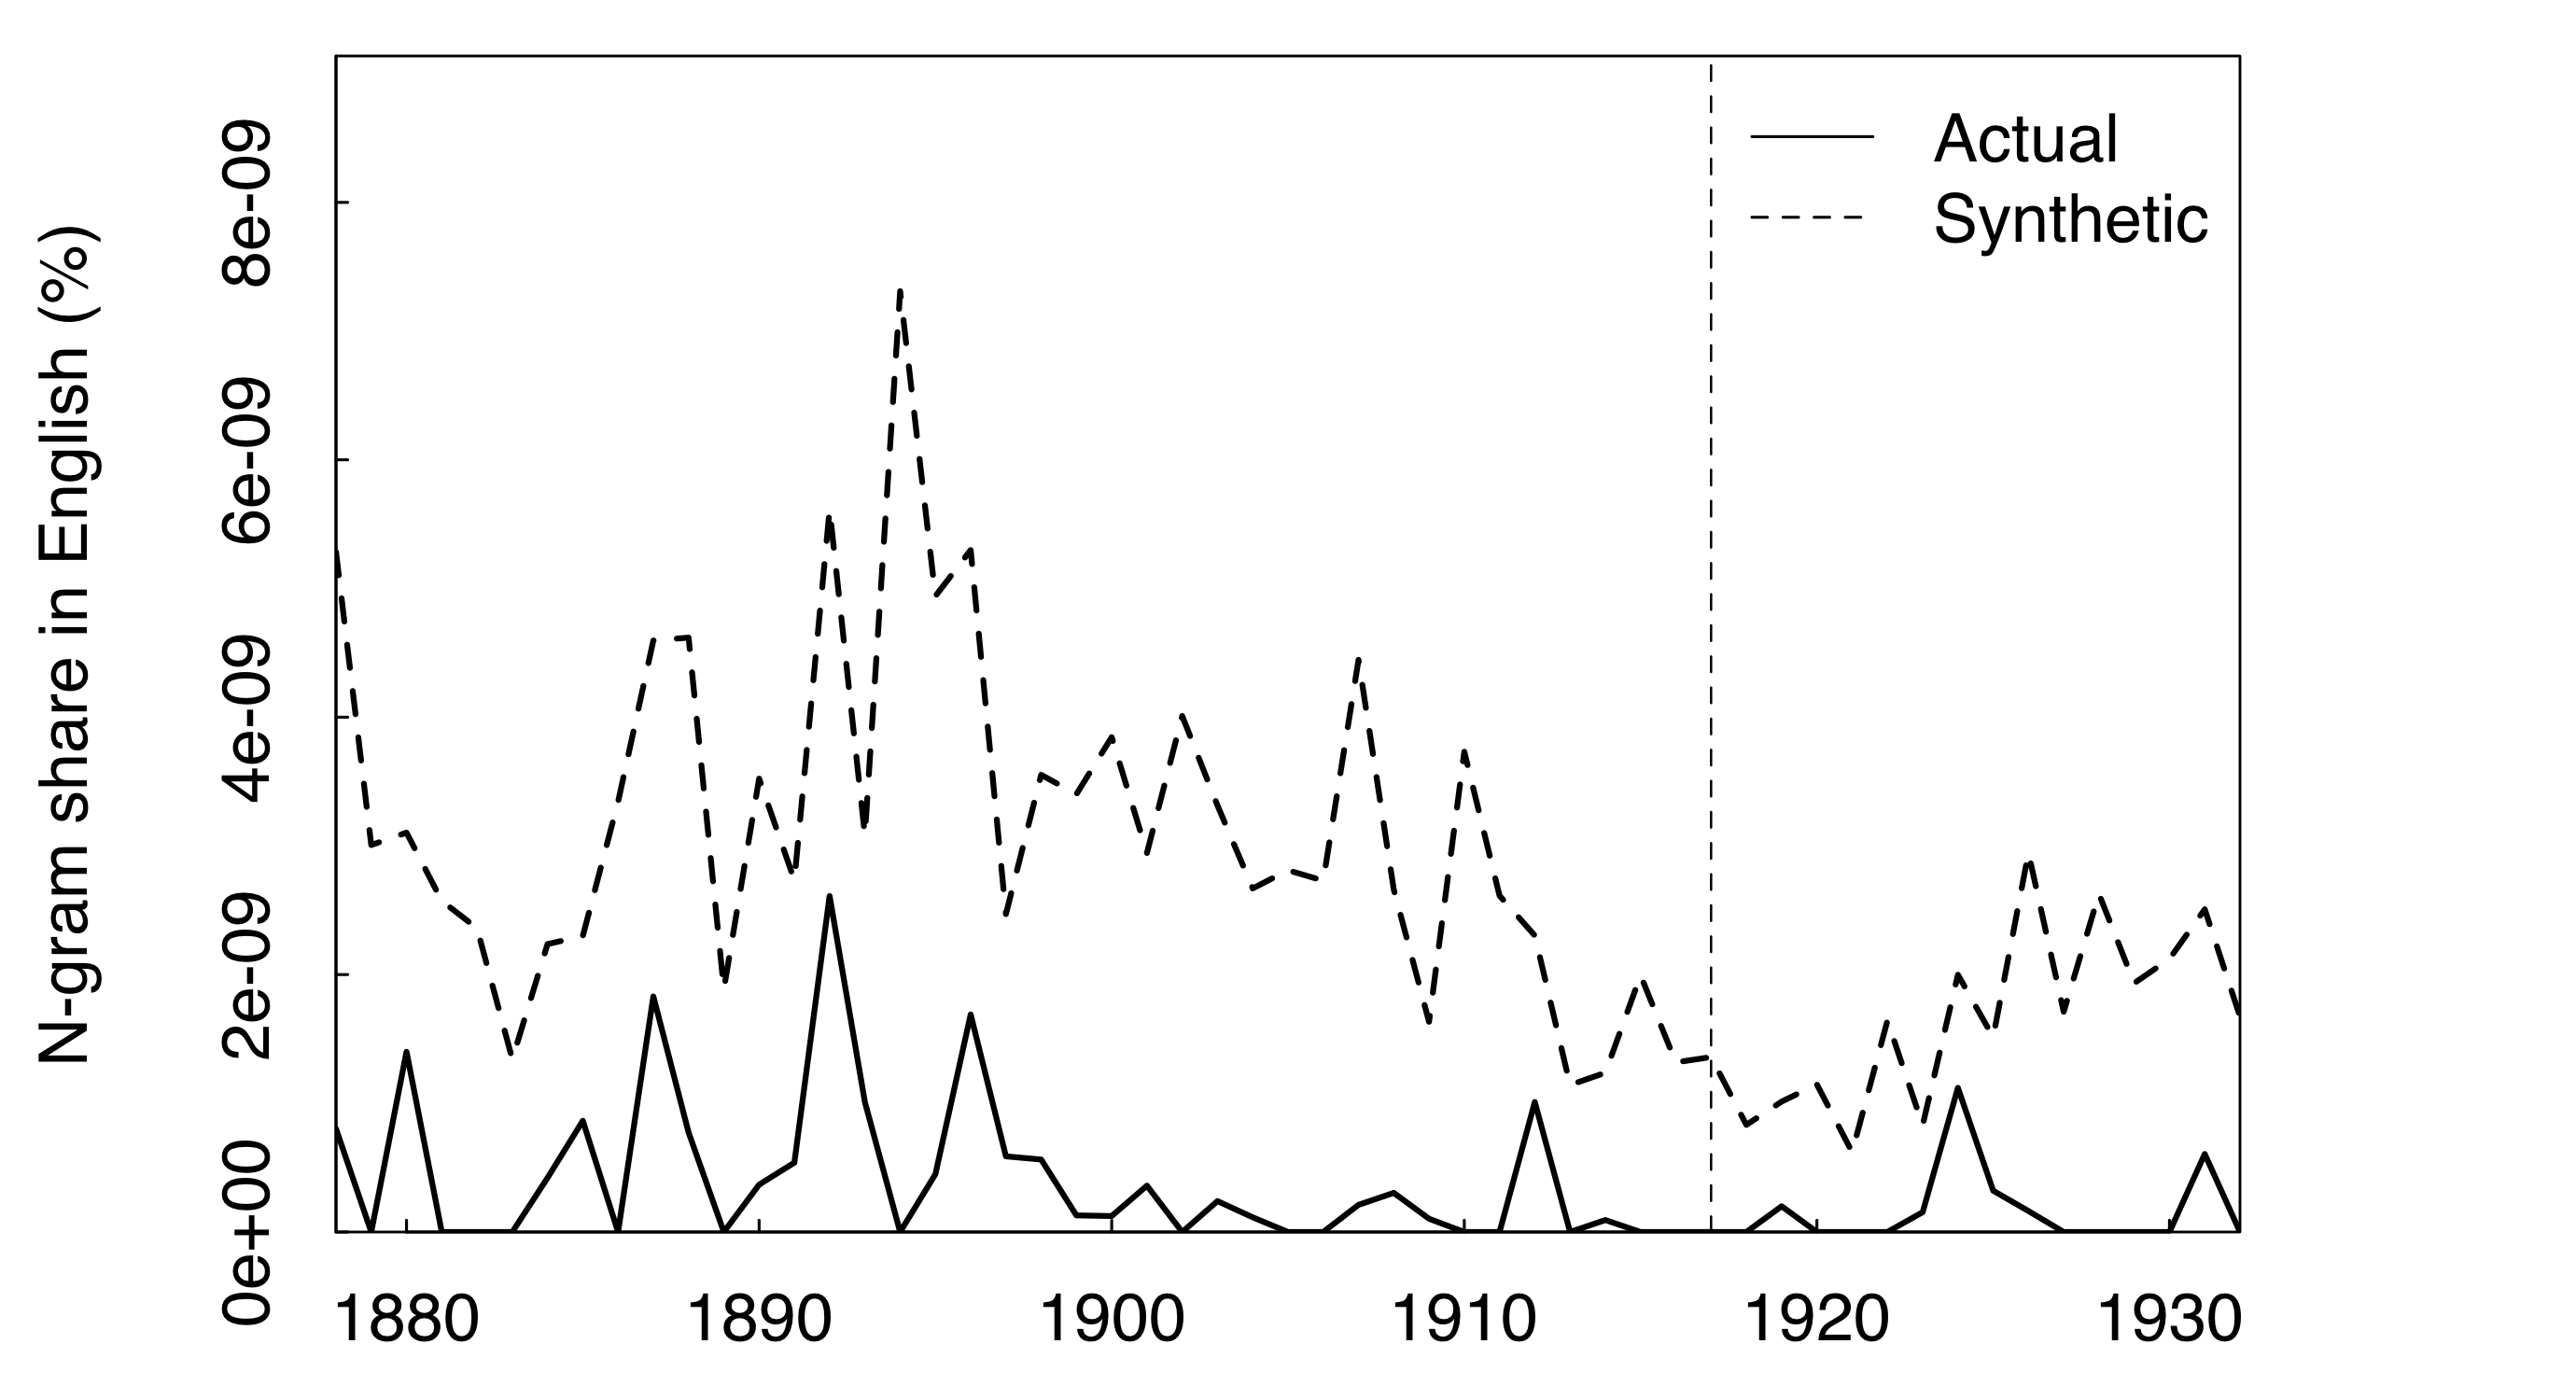 N-gram share in English (%)
8e-09
6e-09
4e-09
2e-09
0e+00
Actual
Synthetic
1880 1890 1900 1910 1920 1930